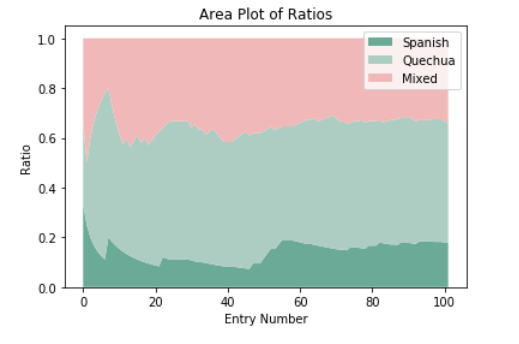 Area Plot of Ratios
Spanish
Quechua
Mixed
1.0
0.8
0.6
0.4
0.2
0.0
Ratio
0 20 40 60 80 100
Entry Number